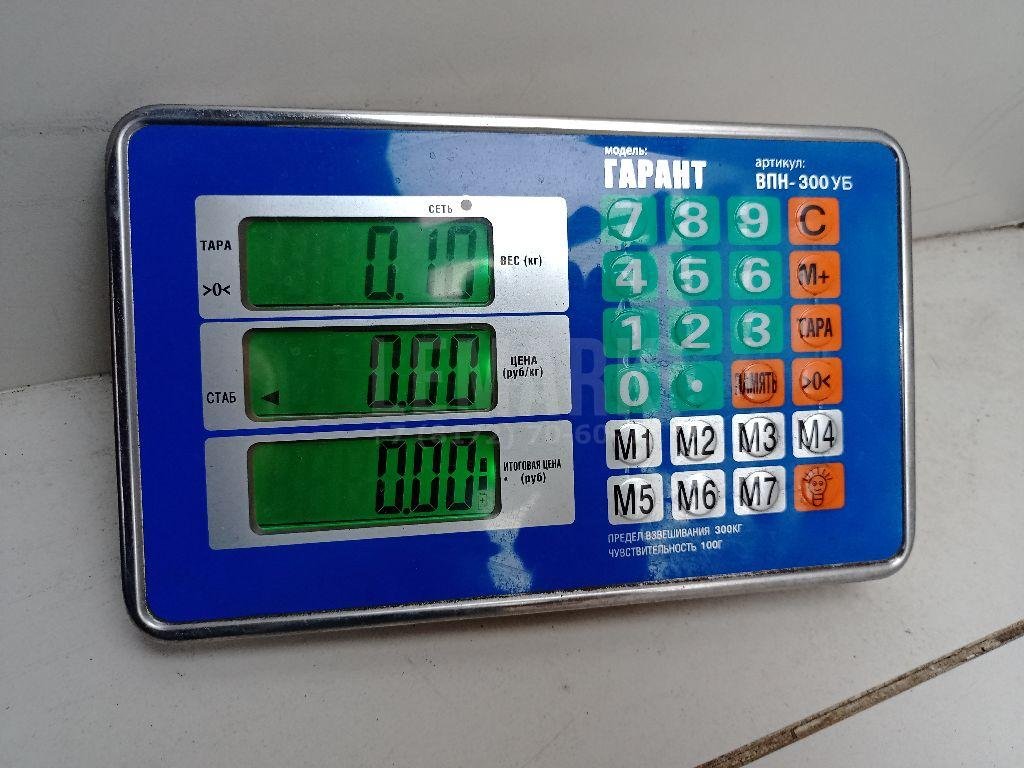 модель:
ГАРАНТ
артикул:
ВПН-300УБ
СЕТЬ
ТАРА
>0<
0.10
ВЕС (кг)
СТАБ
0.00
ЦЕНА
(руб/кг)
0.00
ИТОГОВАЯ ЦЕНА
(руб)
7 8 9 C
4 5 6 M+
1 2 3 ТАРА
0 • ПАМЯТЬ >0<
M1 M2 M3 M4
M5 M6 M7
ПРЕДЕЛ ВЗВЕШИВАНИЯ 300КГ
ЧУВСТВИТЕЛЬНОСТЬ 100Г